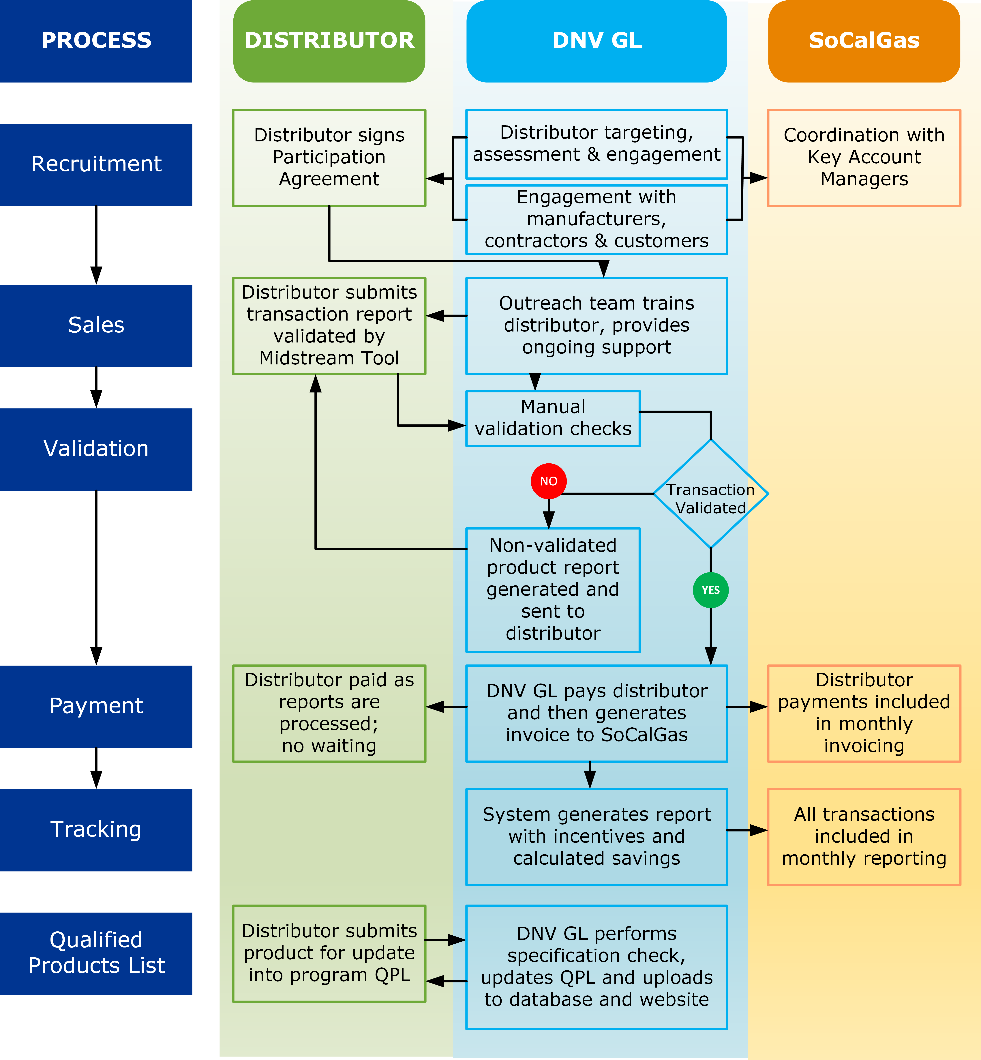 PROCESS
DISTRIBUTOR
DNV GL
SoCalGas
Recruitment
Distributor signs
Participation
Agreement
Distributor targeting,
assessment & engagement
Engagement with
manufacturers,
contractors & customers
Coordination with
Key Account
Managers
Sales
Distributor submits
transaction report
validated by
Midstream Tool
Outreach team trains
distributor, provides
ongoing support
Validation
Manual
validation checks
Transaction
Validated
NO
Non-validated
product report
generated and
sent to
distributor
YES
Payment
Distributor paid as
reports are
processed;
no waiting
DNV GL pays distributor
and then generates
invoice to SoCalGas
Distributor
payments included
in monthly
invoicing
Tracking
System generates report
with incentives and
calculated savings
All transactions
included in
monthly reporting
Qualified
Products List
Distributor submits
product for update
into program QPL
DNV GL performs
specification check,
updates QPL and uploads
to database and website